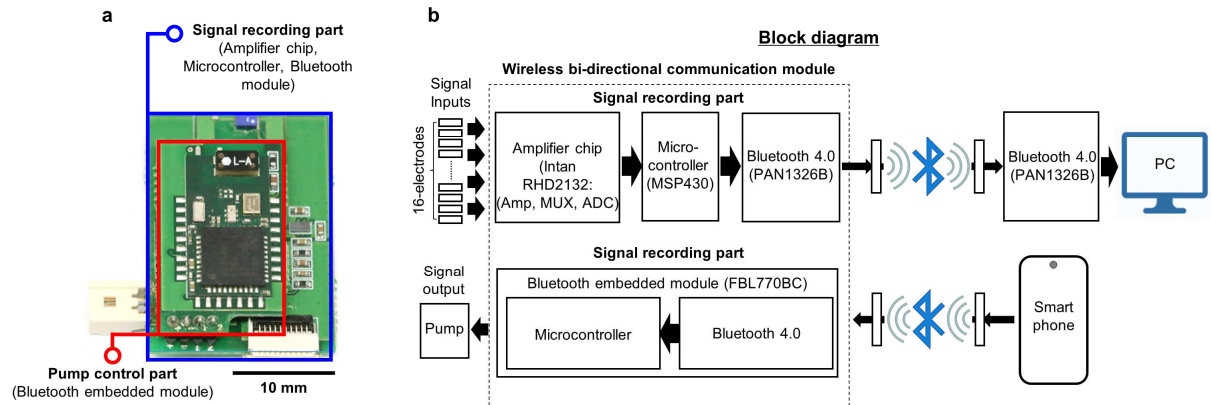 a
Signal recording part
(Amplifier chip,
Microcontroller, Bluetooth
module)
L-A
2
Pump control part
(Bluetooth embedded module)
10 mm
b
Block diagram
Wireless bi-directional communication module
Signal
Inputs
16-electrodes
Signal recording part
Amplifier chip
(Intan
RHD2132:
(Amp, MUX, ADC)
Micro-
controller
(MSP430)
Bluetooth 4.0
(PAN1326B)
Bluetooth 4.0
(PAN1326B)
PC
Signal recording part
Signal
output
Pump
Bluetooth embedded module (FBL770BC)
Microcontroller
Bluetooth 4.0
Smart
phone